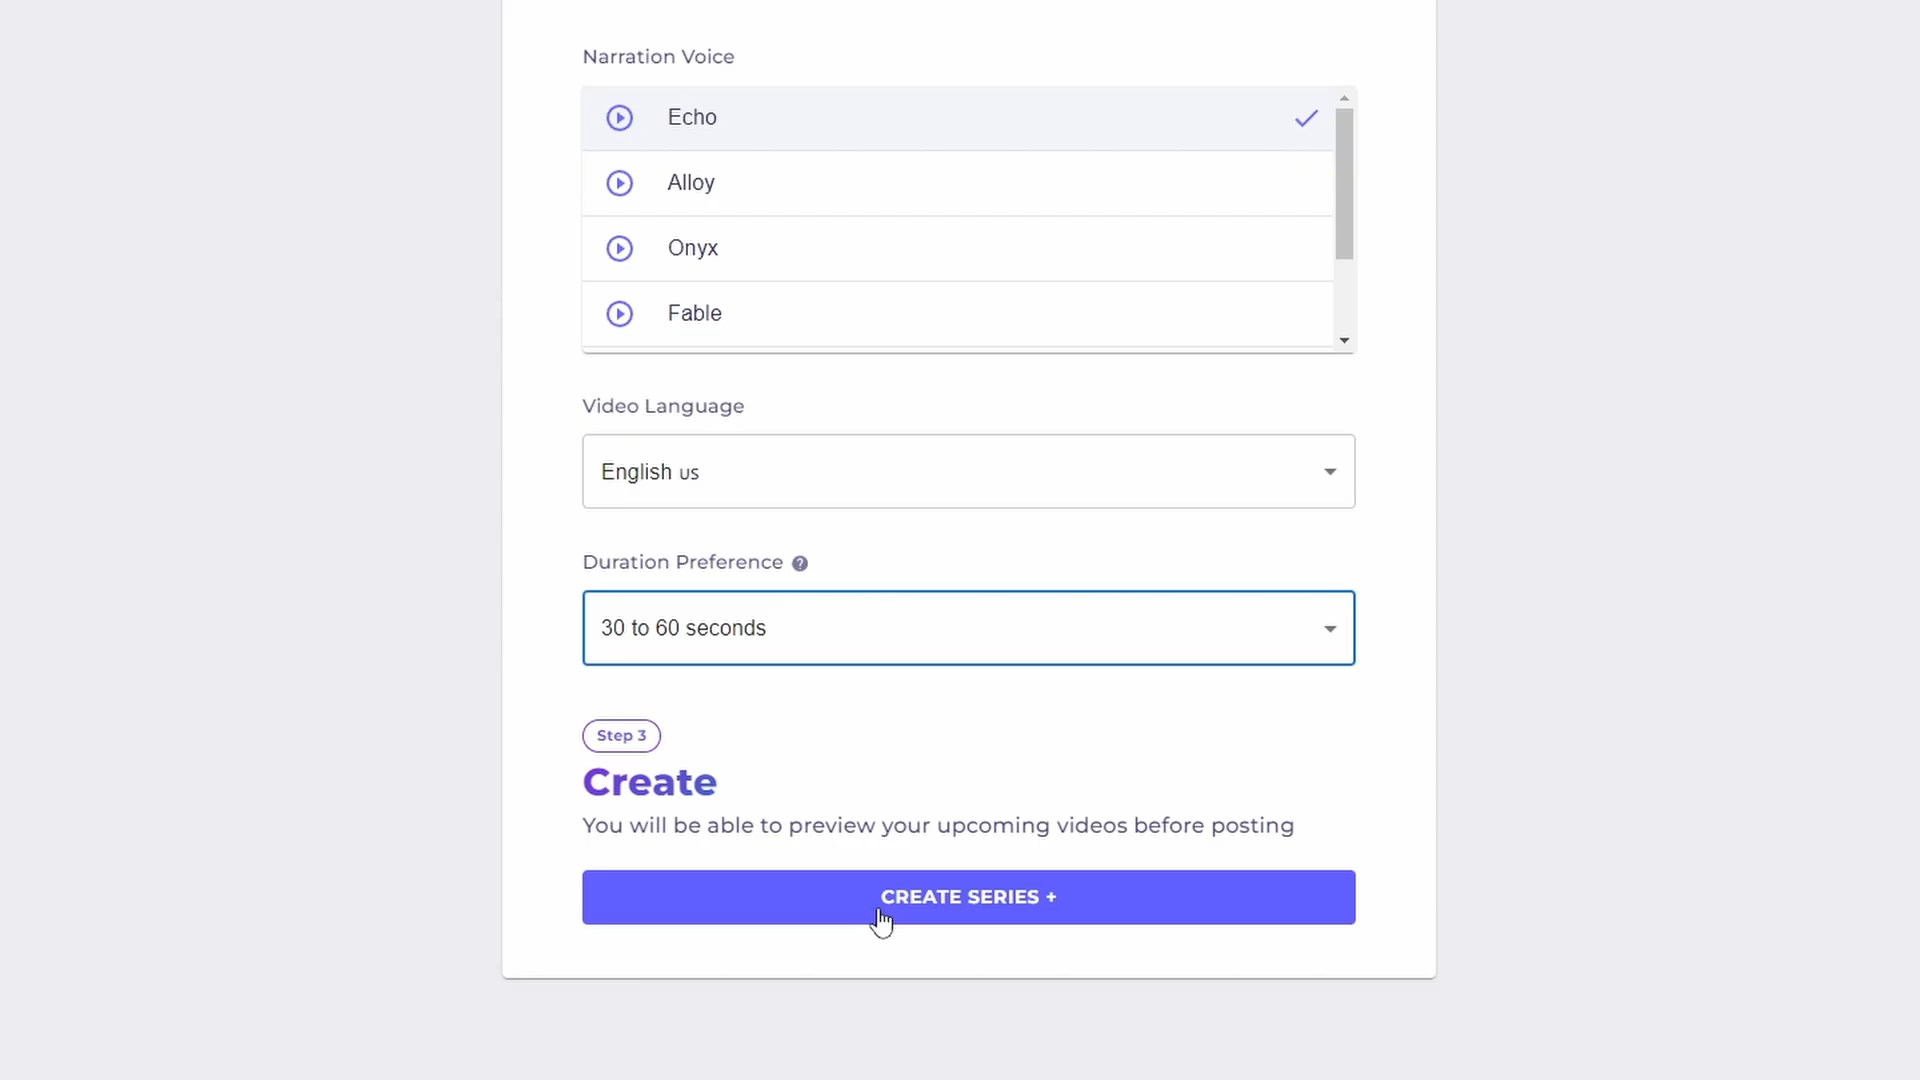 Narration Voice
Echo
Alloy
Onyx
Fable
Video Language
English us
Duration Preference ?
30 to 60 seconds
Step 3
Create
You will be able to preview your upcoming videos before posting
CREATE SERIES +